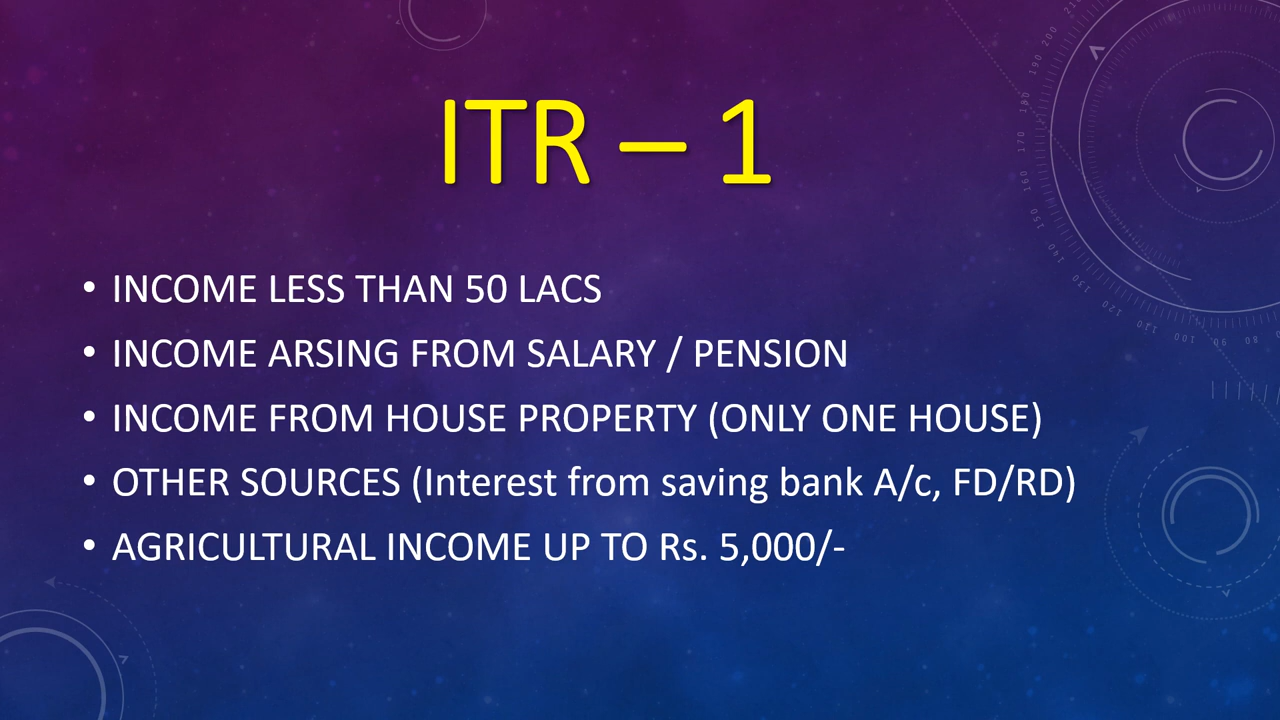 ITR – 1
• INCOME LESS THAN 50 LACS
• INCOME ARSING FROM SALARY / PENSION
• INCOME FROM HOUSE PROPERTY (ONLY ONE HOUSE)
• OTHER SOURCES (Interest from saving bank A/c, FD/RD)
• AGRICULTURAL INCOME UP TO Rs. 5,000/-